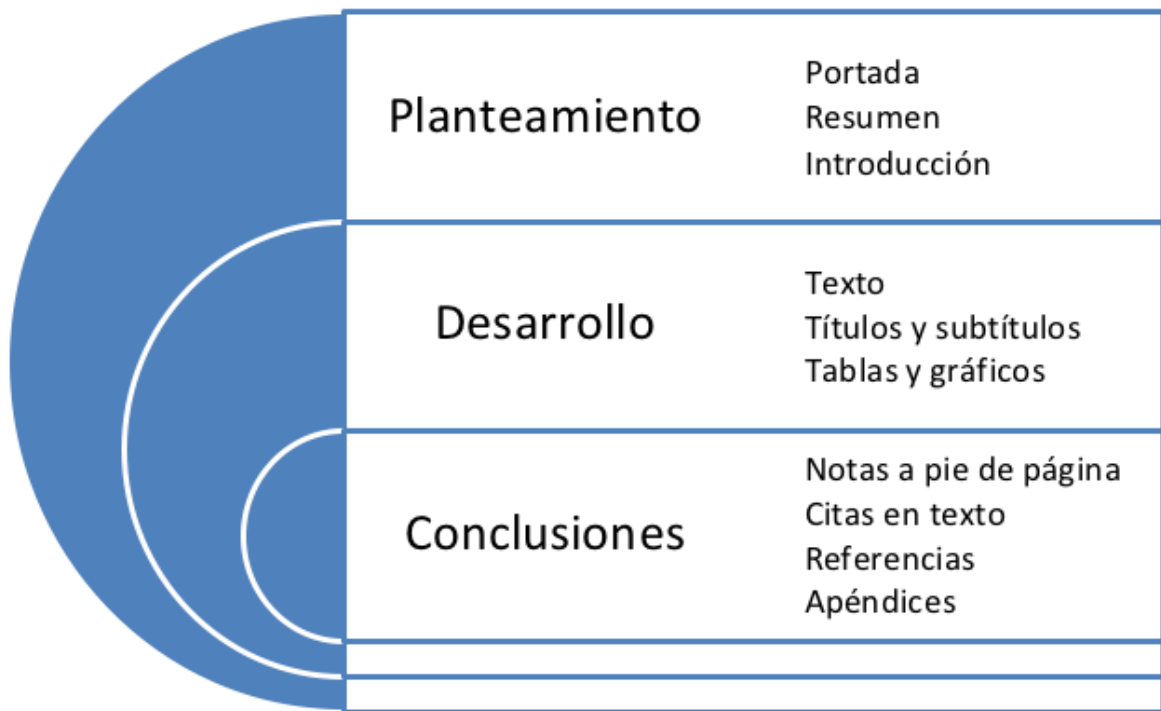 Planteamiento
Portada
Resumen
Introducción
Desarrollo
Texto
Títulos y subtítulos
Tablas y gráficos
Conclusiones
Notas a pie de página
Citas en texto
Referencias
Apéndices